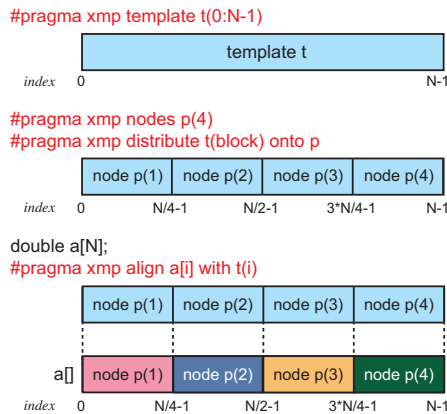 #pragma xmp template t(0:N-1)
template t
index 0 N-1
#pragma xmp nodes p(4)
#pragma xmp distribute t(block) onto p
node p(1) node p(2) node p(3) node p(4)
index 0 N/4-1 N/2-1 3*N/4-1 N-1
double a[N];
#pragma xmp align a[i] with t(i)
node p(1) node p(2) node p(3) node p(4)
a[] node p(1) node p(2) node p(3) node p(4)
index 0 N/4-1 N/2-1 3*N/4-1 N-1